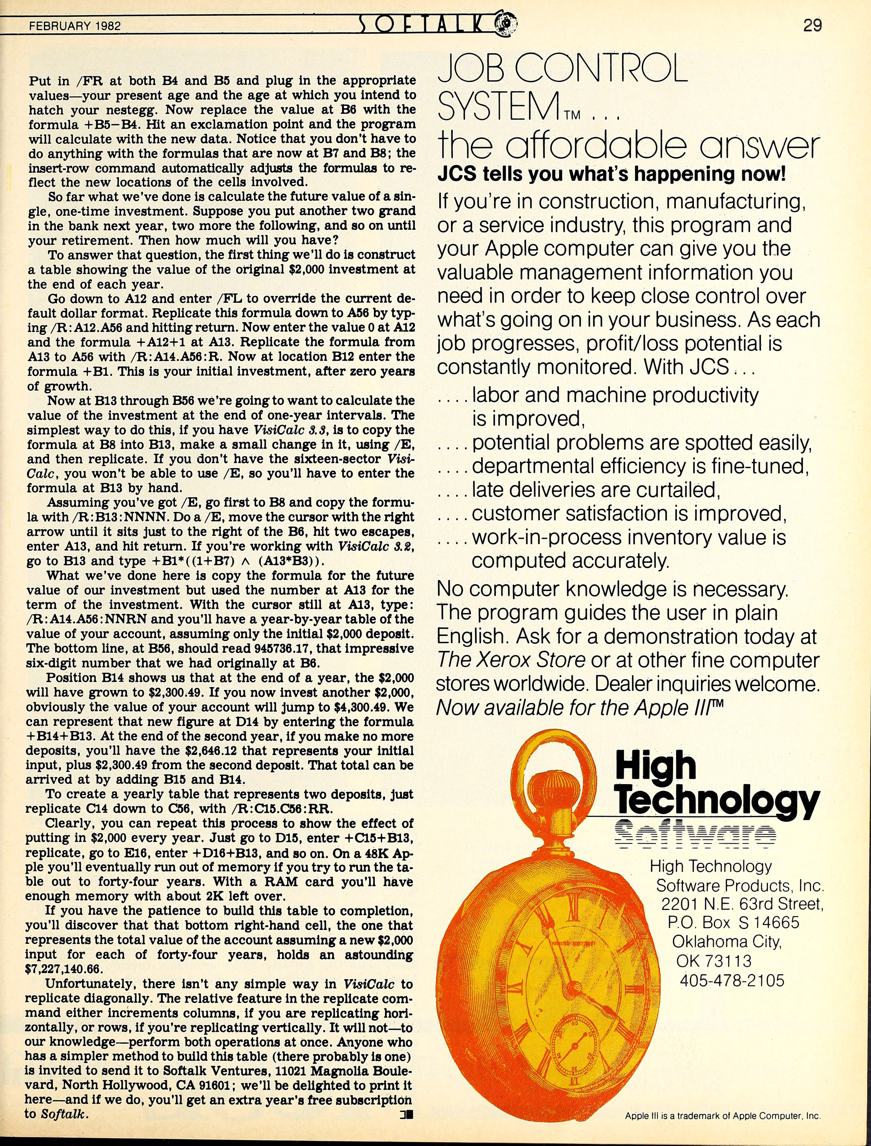 FEBRUARY 1982
SOFTALK
29
Put in /FR at both B4 and B5 and plug in the appropriate
values—your present age and the age at which you intend to
hatch your nestegg. Now replace the value at B6 with the
formula +B5−B4. Hit an exclamation point and the program
will calculate with the new data. Notice that you don't have to
do anything with the formulas that are now at B7 and B8; the
insert-row command automatically adjusts the formulas to re-
flect the new locations of the cells involved.
So far what we've done is calculate the future value of a sin-
gle, one-time investment. Suppose you put another two grand
in the bank next year, two more the following, and so on until
your retirement. Then how much will you have?
To answer that question, the first thing we'll do is construct
a table showing the value of the original $2,000 investment at
the end of each year.
Go down to A12 and enter /FL to override the current de-
fault dollar format. Replicate this formula down to A56 by typ-
ing /R:A12.A56 and hitting return. Now enter the value 0 at A12
and the formula +A12+1 at A13. Replicate the formula from
A13 to A56 with /R:A14.A56:R. Now at location B12 enter the
formula +B1. This is your initial investment, after zero years
of growth.
Now at B13 through B56 we're going to want to calculate the
value of the investment at the end of one-year intervals. The
simplest way to do this, if you have VisiCalc 3.3, is to copy the
formula at B8 into B13, make a small change in it, using /E,
and then replicate. If you don't have the sixteen-sector Visi-
Calc, you won't be able to use /E, so you'll have to enter the
formula at B13 by hand.
Assuming you've got /E, go first to B8 and copy the formu-
la with /R:B13:NNNN. Do a /E, move the cursor with the right
arrow until it sits just to the right of the B6, hit two escapes,
enter A13, and hit return. If you're working with VisiCalc 3.2,
go to B13 and type +B1*((1+B7) ∧ (A13*B3)).
What we've done here is copy the formula for the future
value of our investment but used the number at A13 for the
term of the investment. With the cursor still at A13, type:
/R:A14.A56:NNRN and you'll have a year-by-year table of the
value of your account, assuming only the initial $2,000 deposit.
The bottom line, at B56, should read 945736.17, that impressive
six-digit number that we had originally at B6.
Position B14 shows us that at the end of a year, the $2,000
will have grown to $2,300.49. If you now invest another $2,000,
obviously the value of your account will jump to $4,300.49. We
can represent that new figure at D14 by entering the formula
+B14+B13. At the end of the second year, if you make no more
deposits, you'll have the $2,646.12 that represents your initial
input, plus $2,300.49 from the second deposit. That total can be
arrived at by adding B15 and B14.
To create a yearly table that represents two deposits, just
replicate C14 down to C56, with /R:C15.C56:RR.
Clearly, you can repeat this process to show the effect of
putting in $2,000 every year. Just go to D15, enter +C15+B13,
replicate, go to E16, enter +D16+B13, and so on. On a 48K Ap-
ple you'll eventually run out of memory if you try to run the ta-
ble out to forty-four years. With a RAM card you'll have
enough memory with about 2K left over.
If you have the patience to build this table to completion,
you'll discover that that bottom right-hand cell, the one that
represents the total value of the account assuming a new $2,000
input for each of forty-four years, holds an astounding
$7,227,140.66.
Unfortunately, there isn't any simple way in VisiCalc to
replicate diagonally. The relative feature in the replicate com-
mand either increments columns, if you are replicating hori-
zontally, or rows, if you're replicating vertically. It will not—to
our knowledge—perform both operations at once. Anyone who
has a simpler method to build this table (there probably is one)
is invited to send it to Softalk Ventures, 11021 Magnolia Boule-
vard, North Hollywood, CA 91601; we'll be delighted to print it
here—and if we do, you'll get an extra year's free subscription
to Softalk.
JOB CONTROL
SYSTEM™ ...
the affordable answer
JCS tells you what's happening now!
If you're in construction, manufacturing,
or a service industry, this program and
your Apple computer can give you the
valuable management information you
need in order to keep close control over
what's going on in your business. As each
job progresses, profit/loss potential is
constantly monitored. With JCS ...
.... labor and machine productivity
is improved,
.... potential problems are spotted easily,
.... departmental efficiency is fine-tuned,
.... late deliveries are curtailed,
.... customer satisfaction is improved,
.... work-in-process inventory value is
computed accurately.
No computer knowledge is necessary.
The program guides the user in plain
English. Ask for a demonstration today at
The Xerox Store or at other fine computer
stores worldwide. Dealer inquiries welcome.
Now available for the Apple III™
High
Technology
Software
High Technology
Software Products, Inc.
2201 N.E. 63rd Street,
P.O. Box S 14665
Oklahoma City,
OK 73113
405-478-2105
Apple III is a trademark of Apple Computer, Inc.